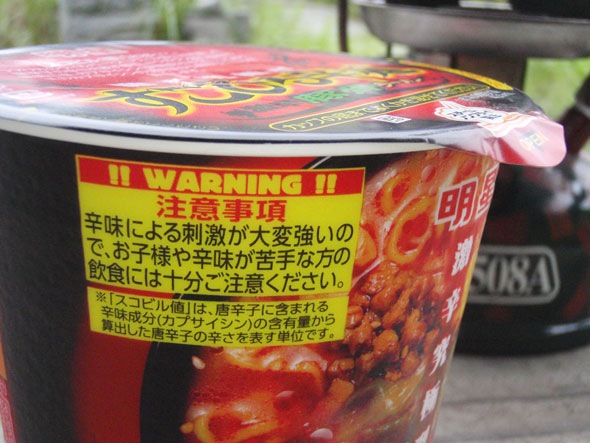 !! WARNING !!
注意事項
辛味による刺激が大変強いの
で、お子様や辛味が苦手な方の
飲食には十分ご注意ください。
※「スコビル値」は、唐辛子に含まれる
辛味成分(カプサイシン)の含有量から
算出した唐辛子の辛さを表す単位です。
明星
激辛究極
508A